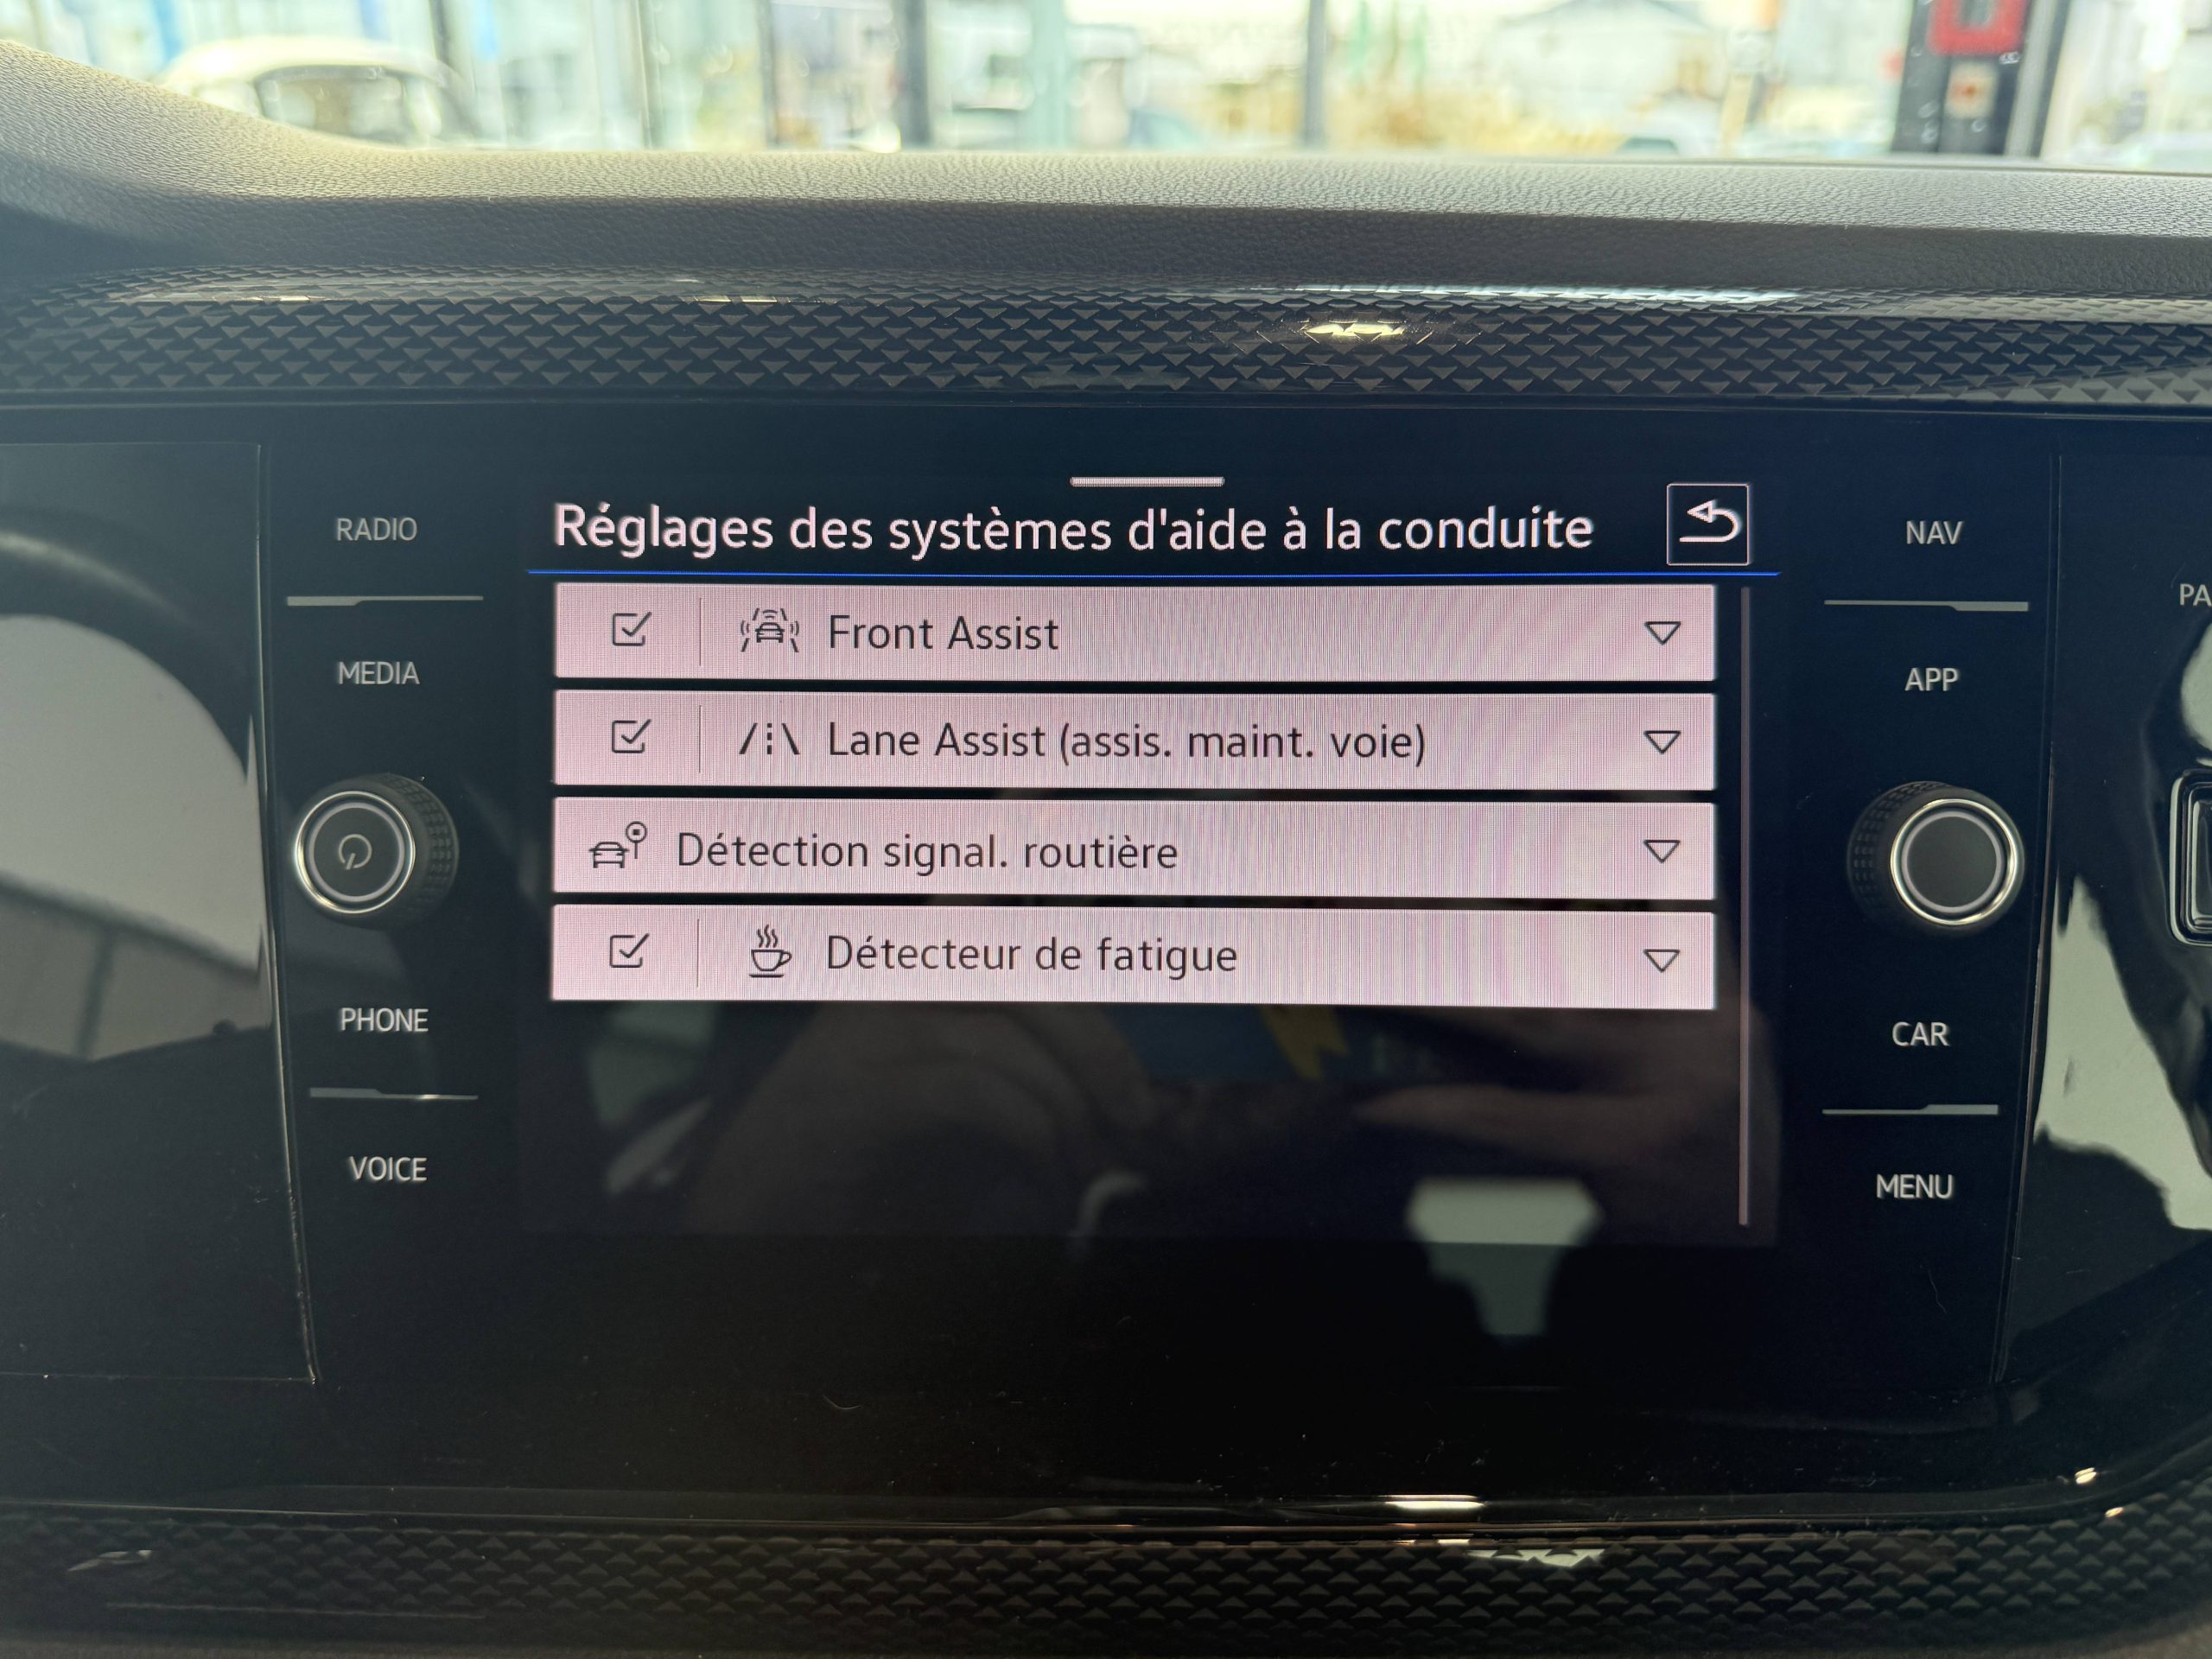 RADIO
MEDIA
PHONE
VOICE
Réglages des systèmes d'aide à la conduite
Front Assist
Lane Assist (assis. maint. voie)
Détection signal. routière
Détecteur de fatigue
NAV
APP
CAR
MENU
PA